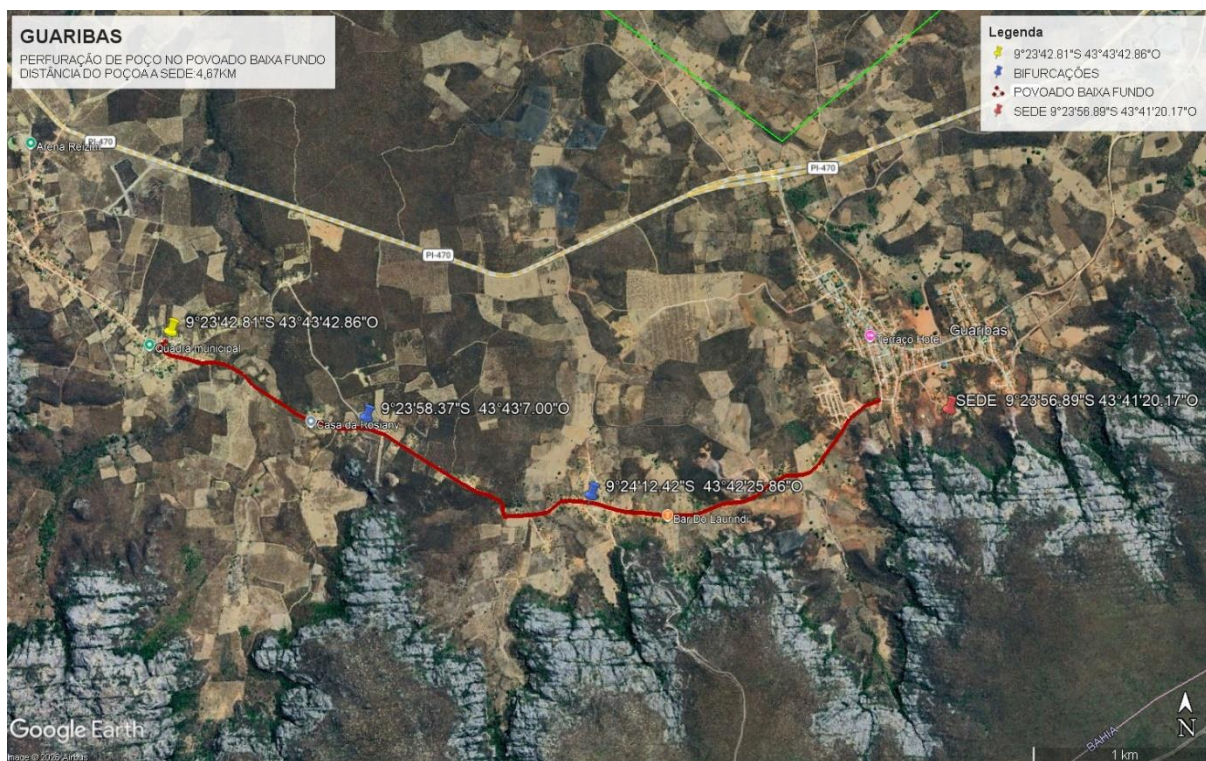 GUARIBAS
PERFURAÇÃO DE POÇO NO POVOADO BAIXA FUNDO
DISTÂNCIA DO POÇOA A SEDE 4,67KM
Legenda
9°23'42.81"S 43°43'42.86"O
BIFURCAÇÕES
POVOADO BAIXA FUNDO
SEDE 9°23'56.89"S 43°41'20.17"O
PI-470
PI-470
PI-470
9°23'42.81"S 43°43'42.86"O
Quadra municipal
Terraço Hotel
Guaribas
9°23'58.37"S 43°43'7.00"O
Casa da Rosiany
SEDE 9°23'56.89"S 43°41'20.17"O
9°24'12.42"S 43°42'25.86"O
Bar Do Laurindi
Google Earth
N
BAHIA
1 km